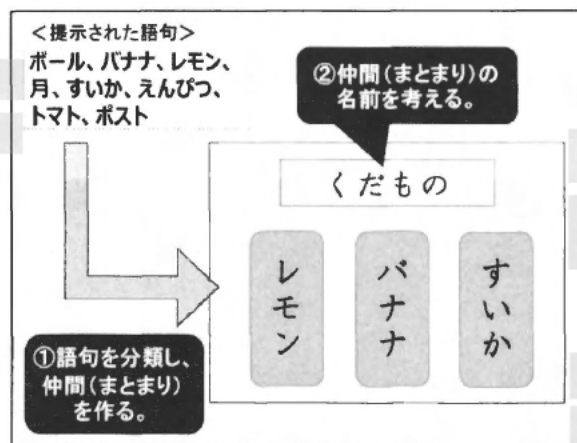 ＜提示された語句＞
ボール、バナナ、レモン、
月、すいか、えんぴつ、
トマト、ポスト
②仲間（まとまり）の
名前を考える。
くだもの
レモン
バナナ
すいか
①語句を分類し、
仲間（まとまり）
を作る。